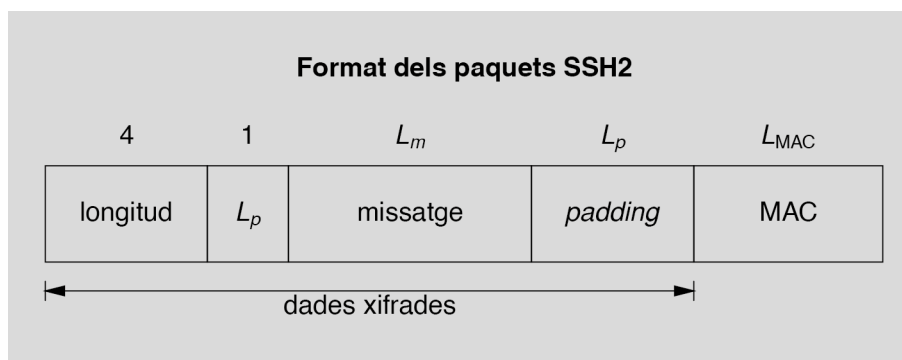 Format dels paquets SSH2
4 1 Lm Lp LMAC
longitud Lp missatge padding MAC
dades xifrades